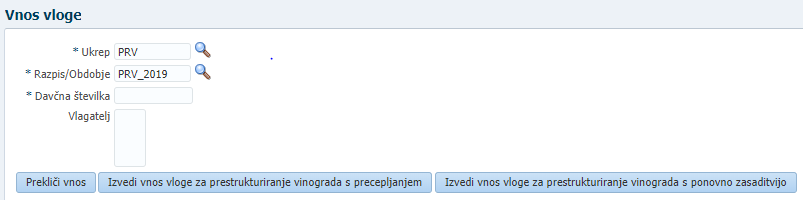 Vnos vloge
* Ukrep PRV
* Razpis/Obdobje PRV_2019
* Davčna številka
Vlagatelj
Prekliči vnos Izvedi vnos vloge za prestrukturiranje vinograda s precepljanjem Izvedi vnos vloge za prestrukturiranje vinograda s ponovno zasaditvijo